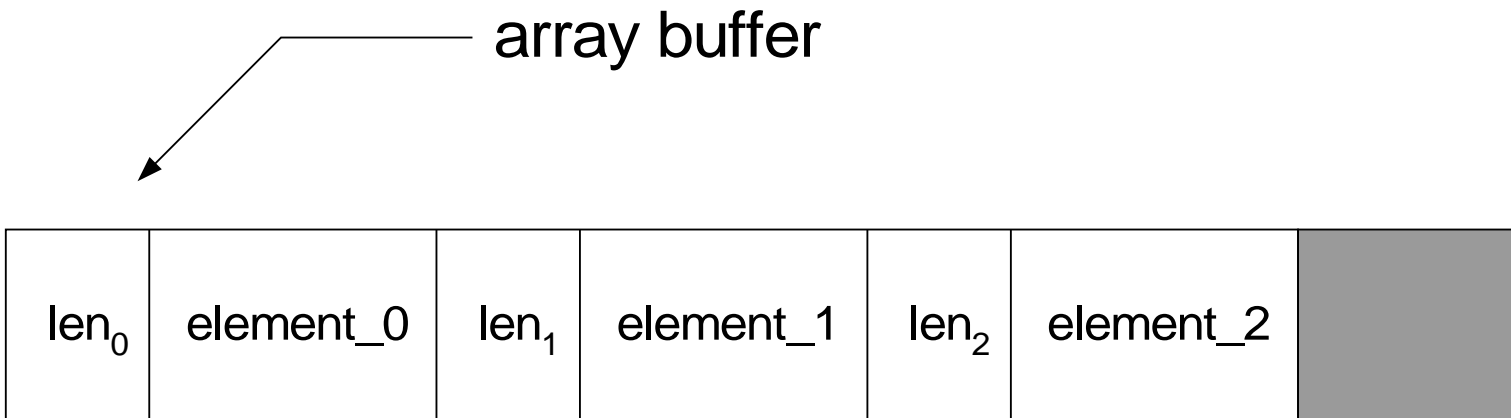 array buffer
len₀ element_0 len₁ element_1 len₂ element_2